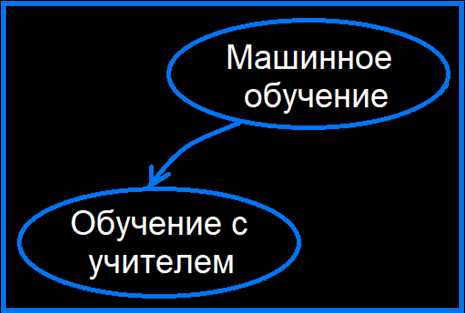 Машинное
обучение
Обучение с
учителем